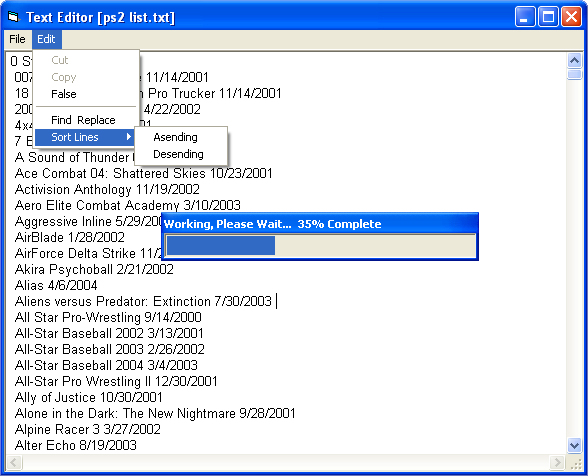 Text Editor [ps2 list.txt]
File Edit
Cut
Copy
False
Find Replace
Sort Lines
Asending
Desending
Working, Please Wait... 35% Complete
0 S
007 11/14/2001
18 Pro Trucker 11/14/2001
200 4/22/2002
4x4
7 B
A Sound of Thunder
Ace Combat 04: Shattered Skies 10/23/2001
Activision Anthology 11/19/2002
Aero Elite Combat Academy 3/10/2003
Aggressive Inline 5/29/200
AirBlade 1/28/2002
AirForce Delta Strike 11/2
Akira Psychoball 2/21/2002
Alias 4/6/2004
Aliens versus Predator: Extinction 7/30/2003
All Star Pro-Wrestling 9/14/2000
All-Star Baseball 2002 3/13/2001
All-Star Baseball 2003 2/26/2002
All-Star Baseball 2004 3/4/2003
All-Star Pro Wrestling II 12/30/2001
Ally of Justice 10/30/2001
Alone in the Dark: The New Nightmare 9/28/2001
Alpine Racer 3 3/27/2002
Alter Echo 8/19/2003